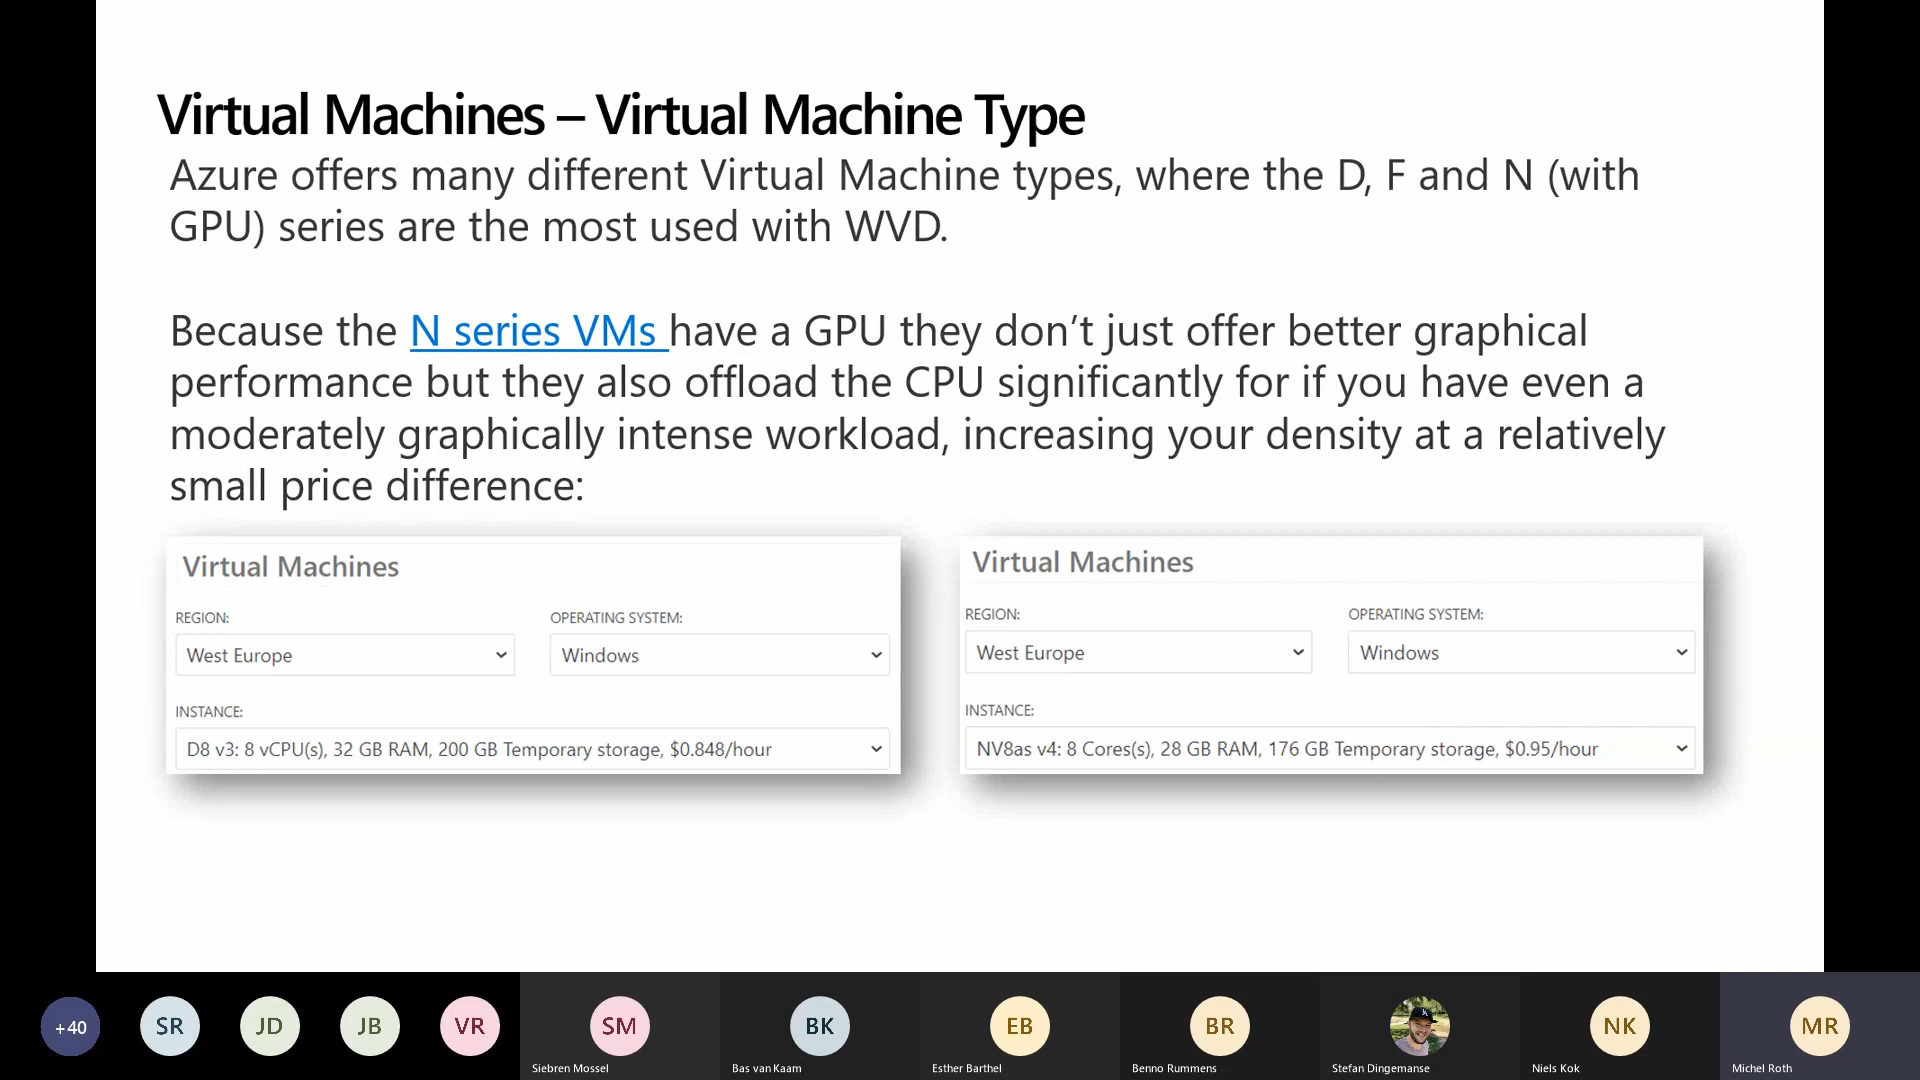 Virtual Machines – Virtual Machine Type
Azure offers many different Virtual Machine types, where the D, F and N (with
GPU) series are the most used with WVD.
Because the N series VMs have a GPU they don’t just offer better graphical
performance but they also offload the CPU significantly for if you have even a
moderately graphically intense workload, increasing your density at a relatively
small price difference:
Virtual Machines
REGION:
OPERATING SYSTEM:
West Europe
Windows
INSTANCE:
D8 v3: 8 vCPU(s), 32 GB RAM, 200 GB Temporary storage, $0.848/hour
Virtual Machines
REGION:
OPERATING SYSTEM:
West Europe
Windows
INSTANCE:
NV8as v4: 8 Cores(s), 28 GB RAM, 176 GB Temporary storage, $0.95/hour
+40
SR
JD
JB
VR
SM
Siebren Mossel
BK
Bas van Kaam
EB
Esther Barthel
BR
Benno Rummens
Stefan Dingemanse
NK
Niels Kok
MR
Michel Roth